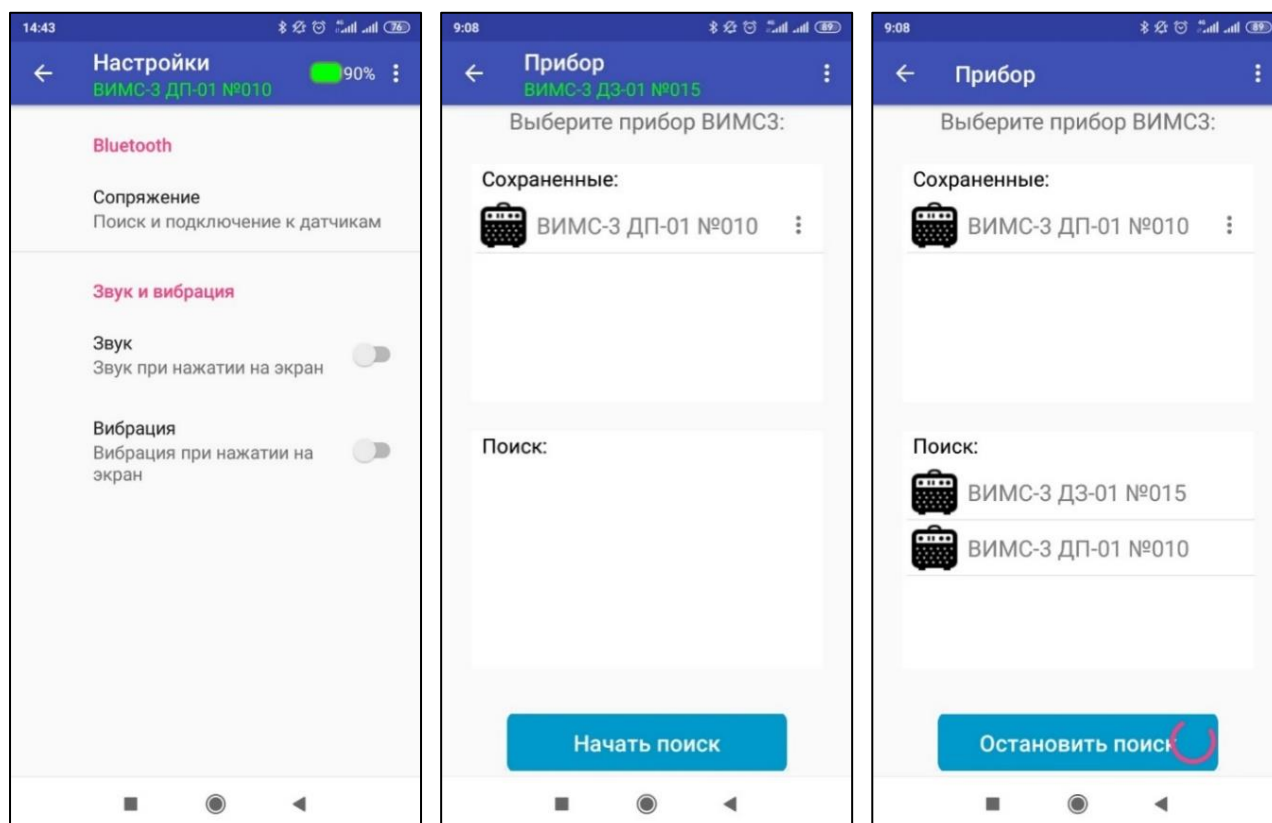 14:43
76
Настройки
90%
ВИМС-3 ДП-01 №010
Bluetooth
Сопряжение
Поиск и подключение к датчикам
Звук и вибрация
Звук
Звук при нажатии на экран
Вибрация
Вибрация при нажатии на
экран
9:08
89
Прибор
ВИМС-3 ДЗ-01 №015
Выберите прибор ВИМС3:
Сохраненные:
ВИМС-3 ДП-01 №010
Поиск:
Начать поиск
9:08
89
Прибор
Выберите прибор ВИМС3:
Сохраненные:
ВИМС-3 ДП-01 №010
Поиск:
ВИМС-3 ДЗ-01 №015
ВИМС-3 ДП-01 №010
Остановить поиск